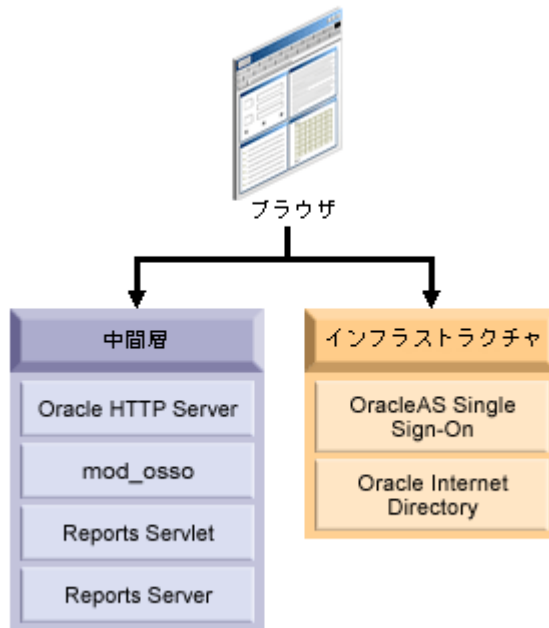 ブラウザ
中間層
Oracle HTTP Server
mod_osso
Reports Servlet
Reports Server
インフラストラクチャ
OracleAS Single
Sign-On
Oracle Internet
Directory